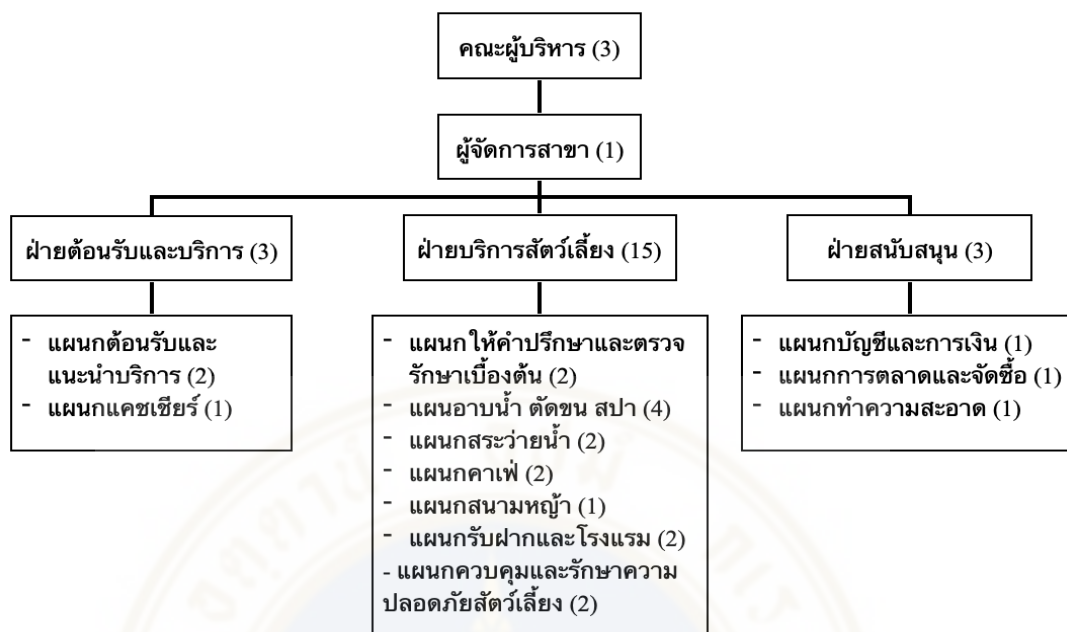 คณะผู้บริหาร (3)
ผู้จัดการสาขา (1)
ฝ่ายต้อนรับและบริการ (3)
ฝ่ายบริการสัตว์เลี้ยง (15)
ฝ่ายสนับสนุน (3)
- แผนกต้อนรับและ
แนะนำบริการ (2)
- แผนกแคชเชียร์ (1)
- แผนกให้คำปรึกษาและตรวจ
รักษาเบื้องต้น (2)
- แผนอาบน้ำ ตัดขน สปา (4)
- แผนกสระว่ายน้ำ (2)
- แผนกคาเฟ่ (2)
- แผนกสนามหญ้า (1)
- แผนกรับฝากและโรงแรม (2)
- แผนกควบคุมและรักษาความ
ปลอดภัยสัตว์เลี้ยง (2)
- แผนกบัญชีและการเงิน (1)
- แผนกการตลาดและจัดซื้อ (1)
- แผนกทำความสะอาด (1)